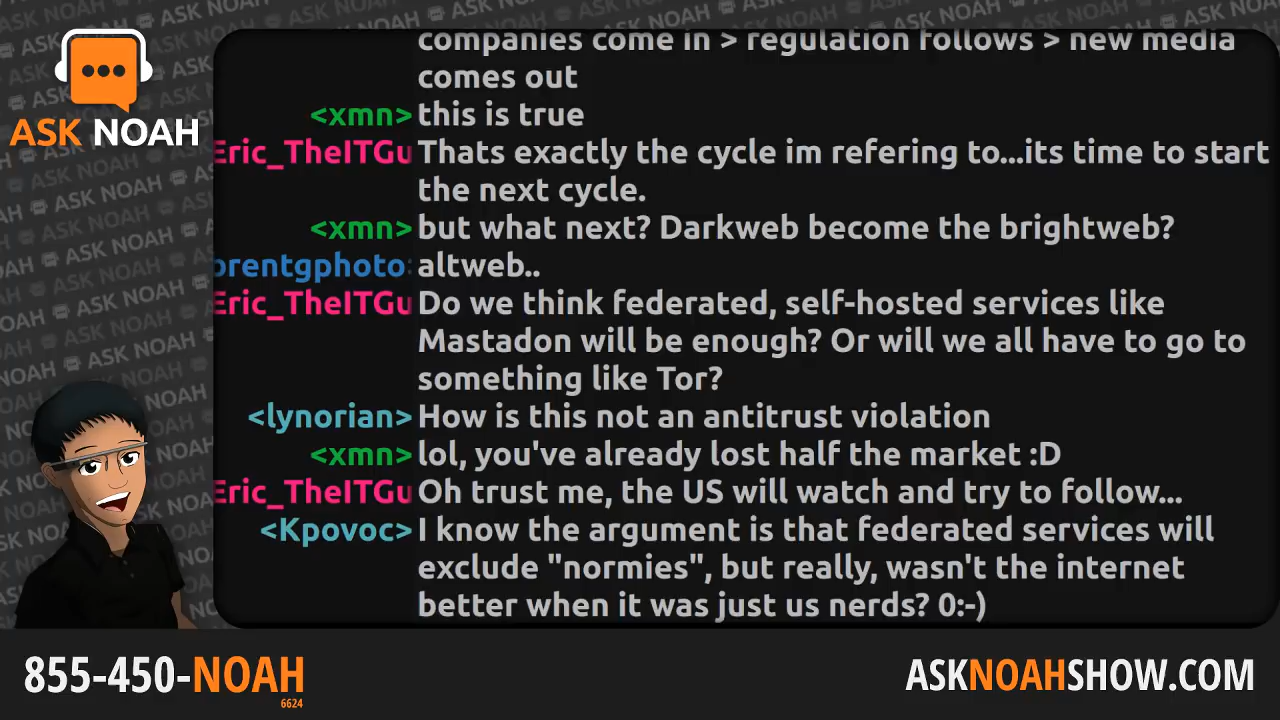 ASK NOAH
companies come in > regulation follows > new media
comes out
<xmn> this is true
Eric_TheITGu Thats exactly the cycle im refering to...its time to start
the next cycle.
<xmn> but what next? Darkweb become the brightweb?
brentgphoto: altweb..
Eric_TheITGu Do we think federated, self-hosted services like
Mastadon will be enough? Or will we all have to go to
something like Tor?
<lynorian> How is this not an antitrust violation
<xmn> lol, you've already lost half the market :D
Eric_TheITGu Oh trust me, the US will watch and try to follow...
<Kpovoc> I know the argument is that federated services will
exclude "normies", but really, wasn't the internet
better when it was just us nerds? 0:-)
855-450-NOAH
6624
ASKNOAHSHOW.COM